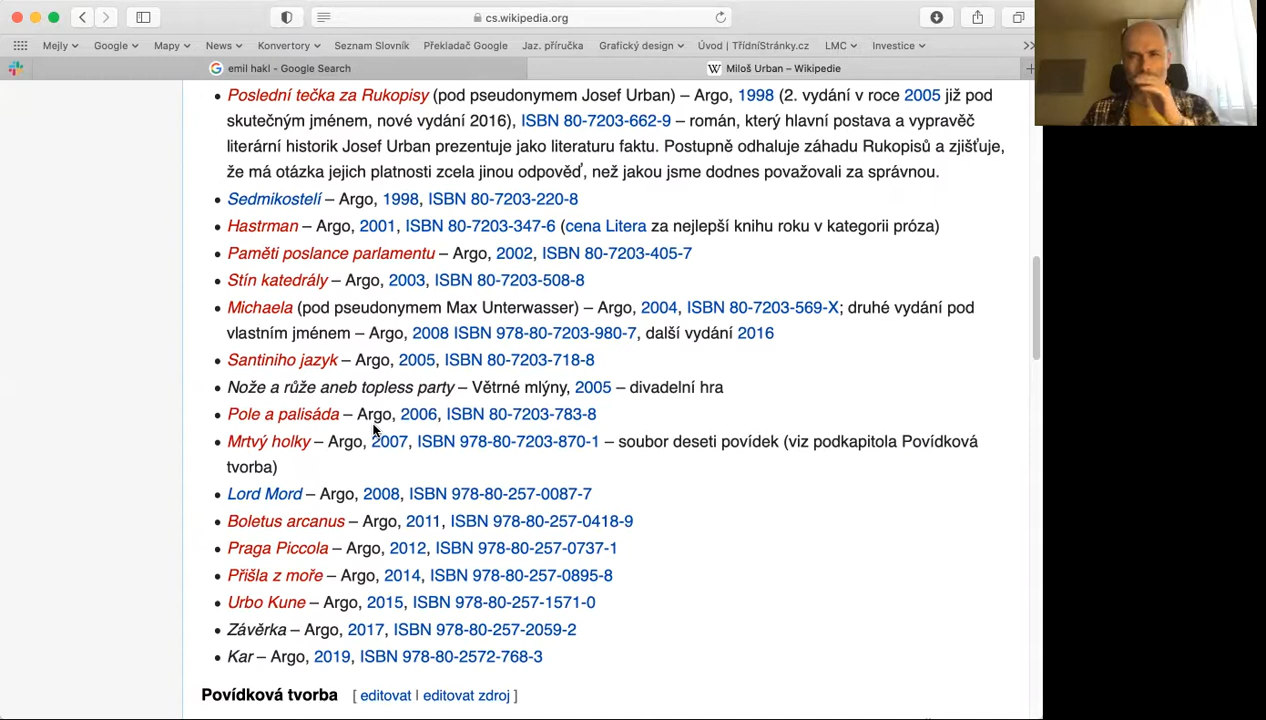 cs.wikipedia.org
Mejly Google Mapy News Konvertory Seznam Slovník Překladač Google Jaz. příručka Grafický design Úvod | TřídníStránky.cz LMC Investice
emil hakl - Google Search
Miloš Urban – Wikipedie
Poslední tečka za Rukopisy (pod pseudonymem Josef Urban) – Argo, 1998 (2. vydání v roce 2005 již pod
skutečným jménem, nové vydání 2016), ISBN 80-7203-662-9 – román, který hlavní postava a vypravěč
literární historik Josef Urban prezentuje jako literaturu faktu. Postupně odhaluje záhadu Rukopisů a zjišťuje,
že má otázka jejich platnosti zcela jinou odpověď, než jakou jsme dodnes považovali za správnou.
Sedmikostelí – Argo, 1998, ISBN 80-7203-220-8
Hastrman – Argo, 2001, ISBN 80-7203-347-6 (cena Litera za nejlepší knihu roku v kategorii próza)
Paměti poslance parlamentu – Argo, 2002, ISBN 80-7203-405-7
Stín katedrály – Argo, 2003, ISBN 80-7203-508-8
Michaela (pod pseudonymem Max Unterwasser) – Argo, 2004, ISBN 80-7203-569-X; druhé vydání pod
vlastním jménem – Argo, 2008 ISBN 978-80-7203-980-7, další vydání 2016
Santiniho jazyk – Argo, 2005, ISBN 80-7203-718-8
Nože a růže aneb topless party – Větrné mlýny, 2005 – divadelní hra
Pole a palisáda – Argo, 2006, ISBN 80-7203-783-8
Mrtvý holky – Argo, 2007, ISBN 978-80-7203-870-1 – soubor deseti povídek (viz podkapitola Povídková
tvorba)
Lord Mord – Argo, 2008, ISBN 978-80-257-0087-7
Boletus arcanus – Argo, 2011, ISBN 978-80-257-0418-9
Praga Piccola – Argo, 2012, ISBN 978-80-257-0737-1
Přišla z moře – Argo, 2014, ISBN 978-80-257-0895-8
Urbo Kune – Argo, 2015, ISBN 978-80-257-1571-0
Závěrka – Argo, 2017, ISBN 978-80-257-2059-2
Kar – Argo, 2019, ISBN 978-80-2572-768-3
Povídková tvorba [ editovat | editovat zdroj ]